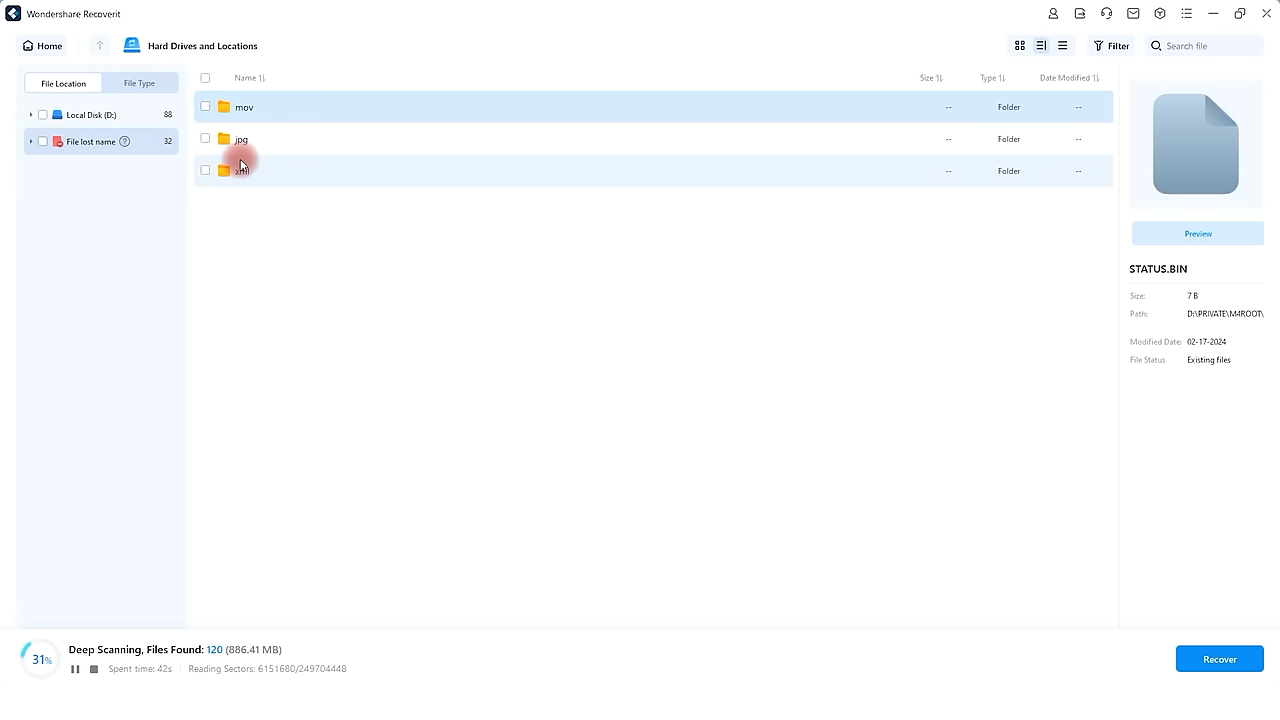 Wondershare Recoverit
Home
Hard Drives and Locations
Filter
Search file
File Location
File Type
Name
Size
Type
Date Modified
Local Disk (D:)
88
File lost name
32
mov
--
Folder
--
jpg
--
Folder
--
--
Folder
--
Preview
STATUS.BIN
Size:
7 B
Path:
D:\PRIVATE\M4ROOT\
Modified Date:
02-17-2024
File Status
Existing files
31%
Deep Scanning, Files Found: 120 (886.41 MB)
Spent time: 42s
Reading Sectors: 6151680/249704448
Recover